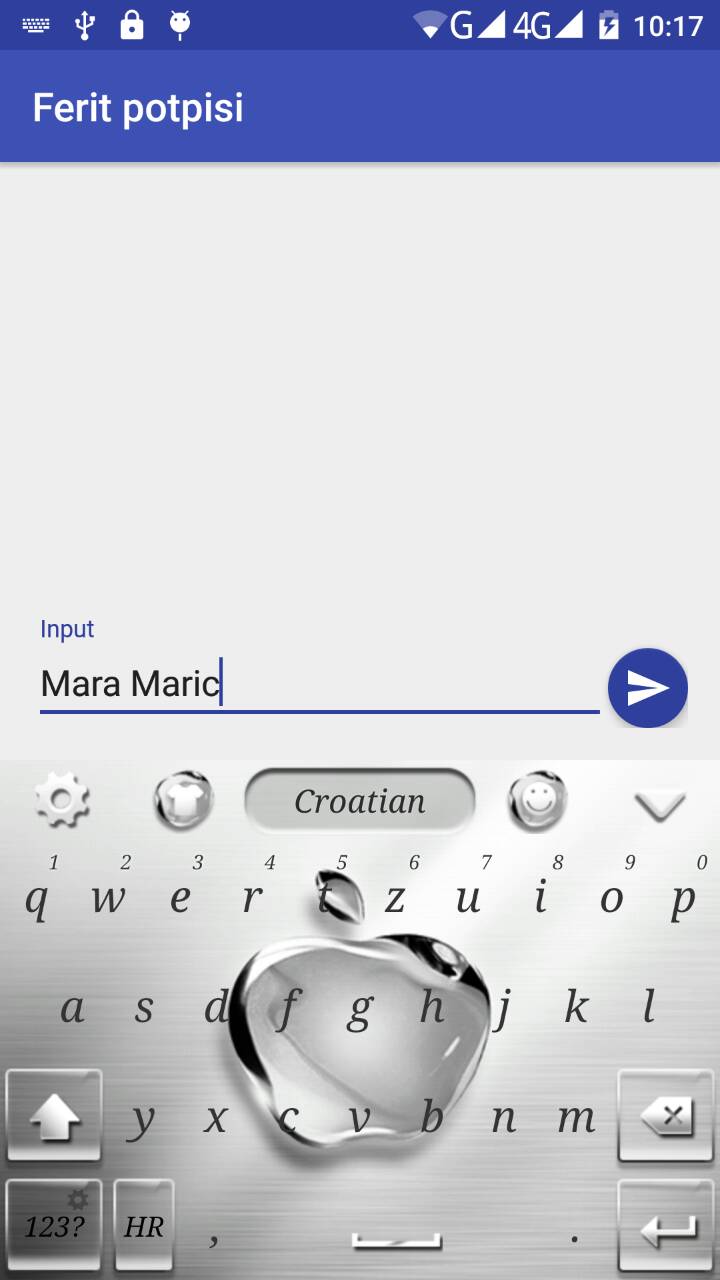 G 4G 10:17
Ferit potpisi
Input
Mara Maric
Croatian
1 2 3 4 5 6 7 8 9 0
q w e r t z u i o p
a s d f g h j k l
y x c v b n m
123? HR , .